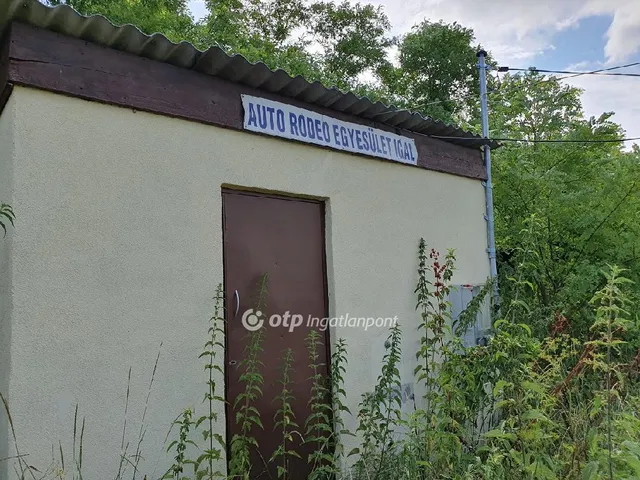 AUTO RODEO EGYESÜLET IGAL
otp Ingatlanpont